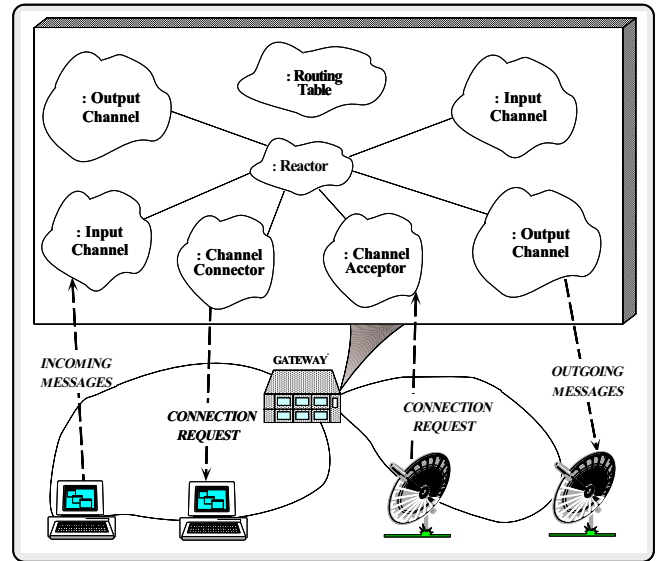 : Routing
Table
: Output
Channel
: Input
Channel
: Reactor
: Input
Channel
: Channel
Connector
: Channel
Acceptor
: Output
Channel
INCOMING
MESSAGES
GATEWAY
OUTGOING
MESSAGES
CONNECTION
REQUEST
CONNECTION
REQUEST